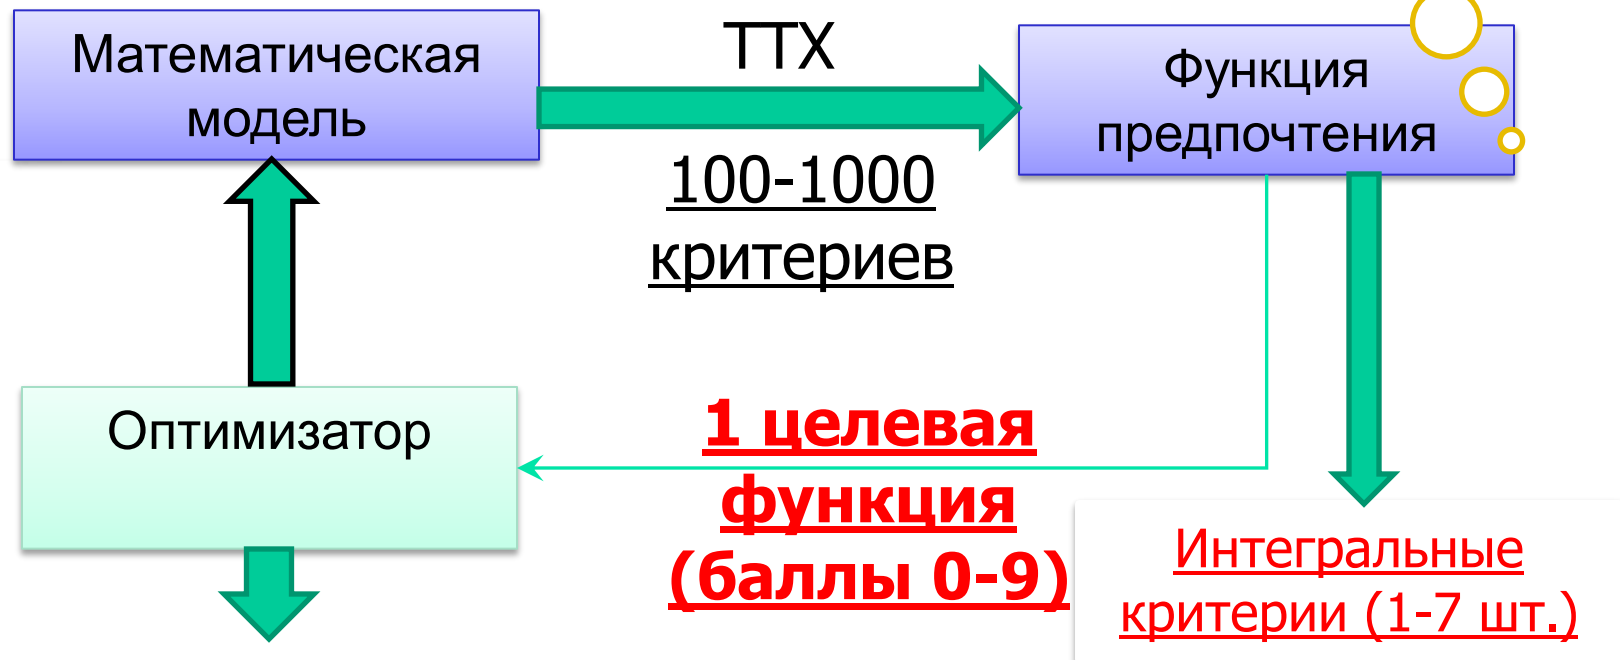 Математическая
модель
ТТХ
100-1000
критериев
Функция
предпочтения
Оптимизатор
1 целевая
функция
(баллы 0-9)
Интегральные
критерии (1-7 шт.)